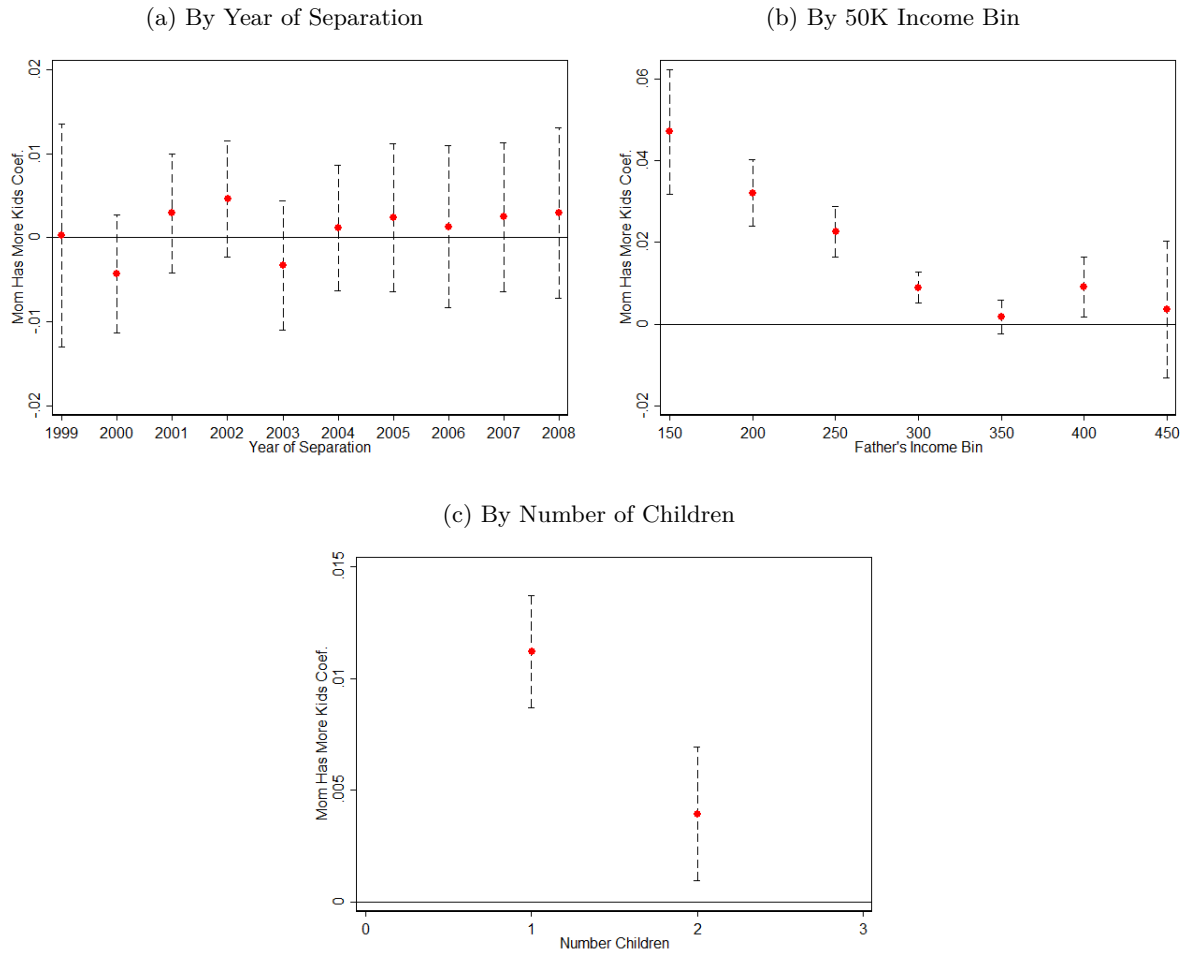 (a) By Year of Separation
Mom Has More Kids Coef.
.02
.01
0
-.01
-.02
1999 2000 2001 2002 2003 2004 2005 2006 2007 2008
Year of Separation
(b) By 50K Income Bin
Mom Has More Kids Coef.
.06
.04
.02
0
-.02
150 200 250 300 350 400 450
Father's Income Bin
(c) By Number of Children
Mom Has More Kids Coef.
.015
.01
.005
0
0 1 2 3
Number Children